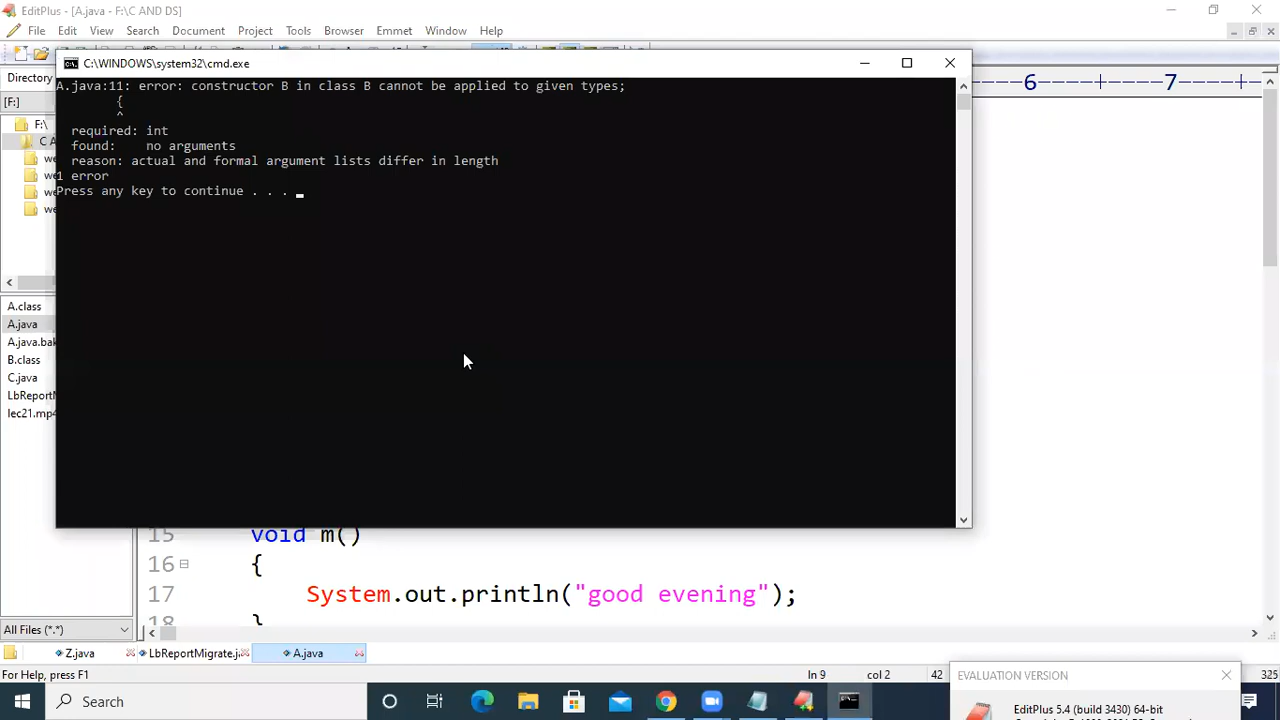 EditPlus - [A.java - F:\C AND DS]
File Edit View Search Document Project Tools Browser Emmet Window Help
C:\WINDOWS\system32\cmd.exe
Directory
[F:]
F:\
C A
we
we
we
we
A.java:11: error: constructor B in class B cannot be applied to given types;
{
^
required: int
found: no arguments
reason: actual and formal argument lists differ in length
1 error
Press any key to continue . . . _
6 7
A.class
A.java
A.java.bak
B.class
C.java
LbReportM
lec21.mp4
15 void m()
16 {
17 System.out.println("good evening");
18 }
All Files (*.*)
Z.java LbReportMigrate.ja A.java
For Help, press F1
ln 9 col 2 42 325
EVALUATION VERSION
EditPlus 5.4 (build 3430) 64-bit
Search